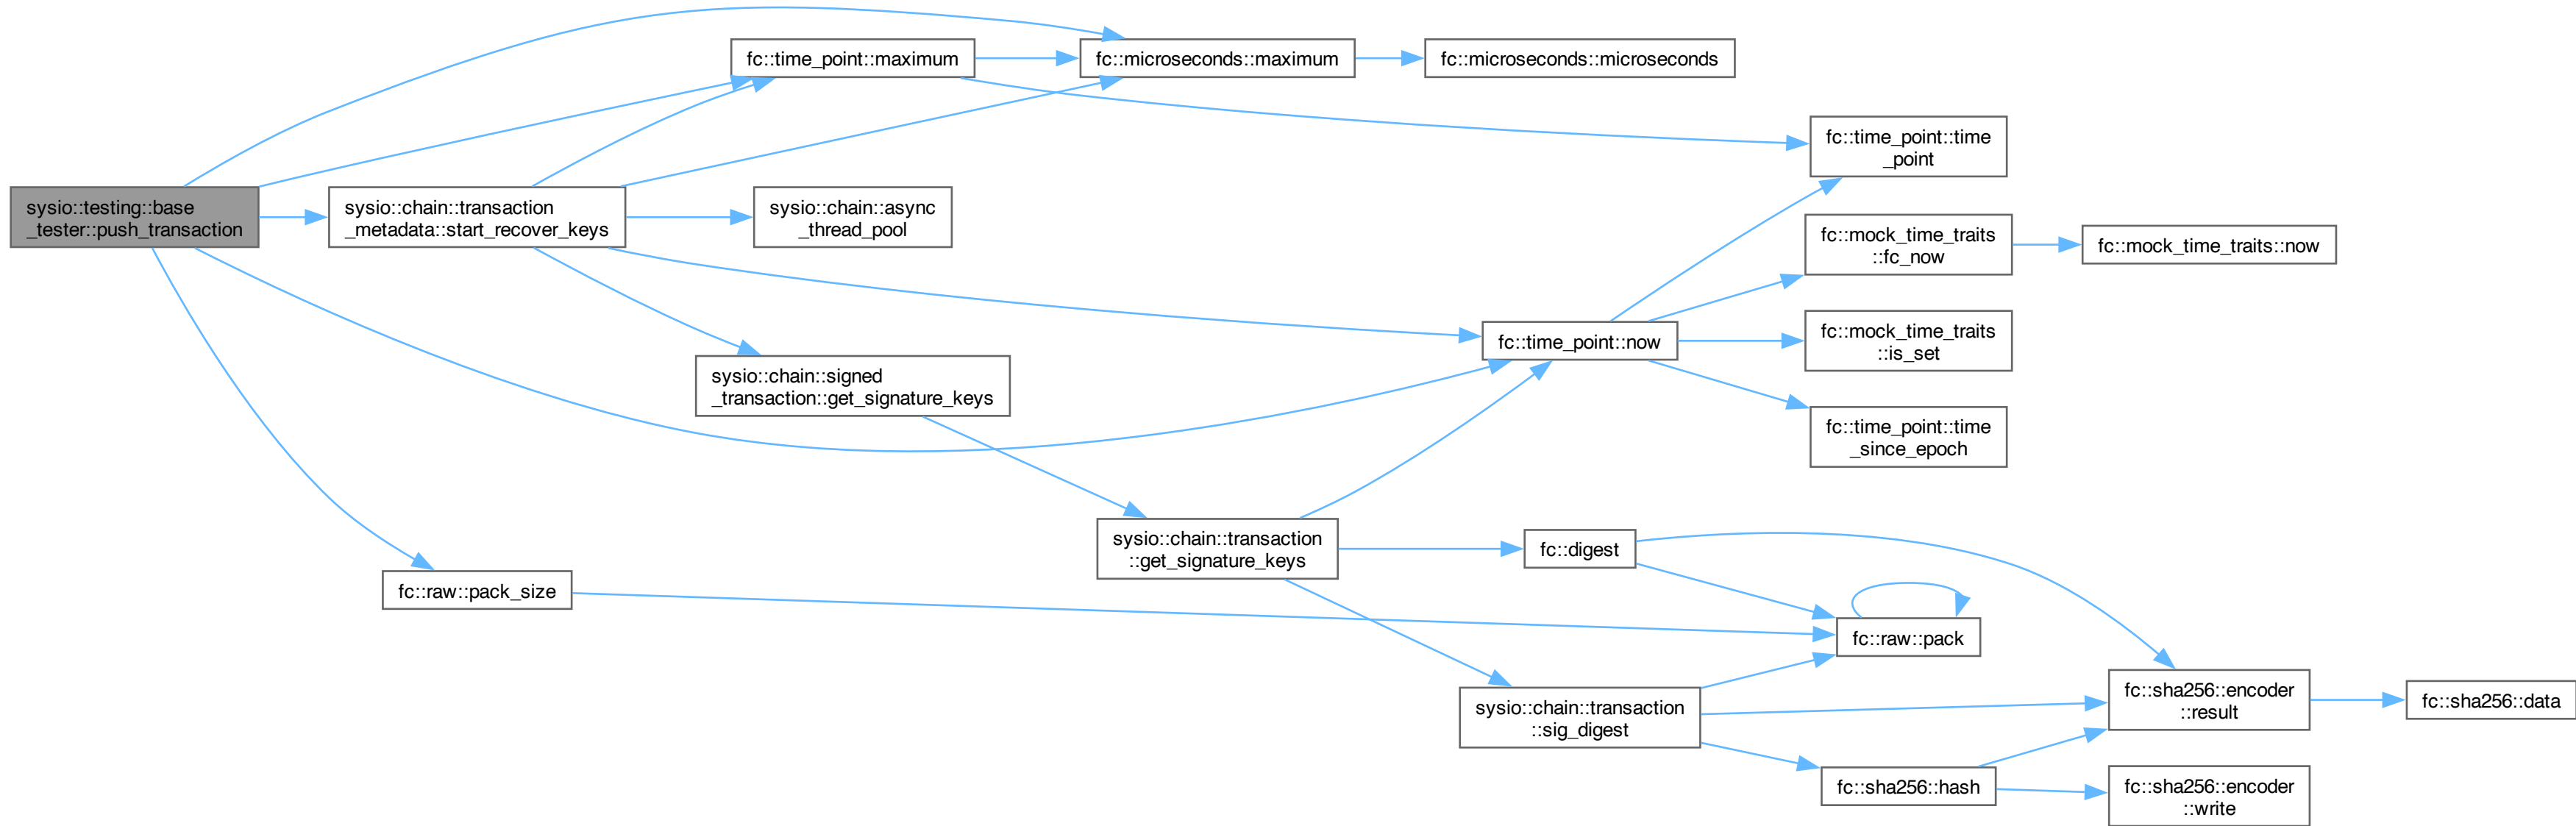 fc::time_point::maximum
fc::microseconds::maximum
fc::microseconds::microseconds
fc::time_point::time
_point
sysio::testing::base
_tester::push_transaction
sysio::chain::transaction
_metadata::start_recover_keys
sysio::chain::async
_thread_pool
fc::mock_time_traits
::fc_now
fc::mock_time_traits::now
fc::time_point::now
fc::mock_time_traits
::is_set
sysio::chain::signed
_transaction::get_signature_keys
fc::time_point::time
_since_epoch
sysio::chain::transaction
::get_signature_keys
fc::digest
fc::raw::pack_size
fc::raw::pack
sysio::chain::transaction
::sig_digest
fc::sha256::encoder
::result
fc::sha256::data
fc::sha256::hash
fc::sha256::encoder
::write